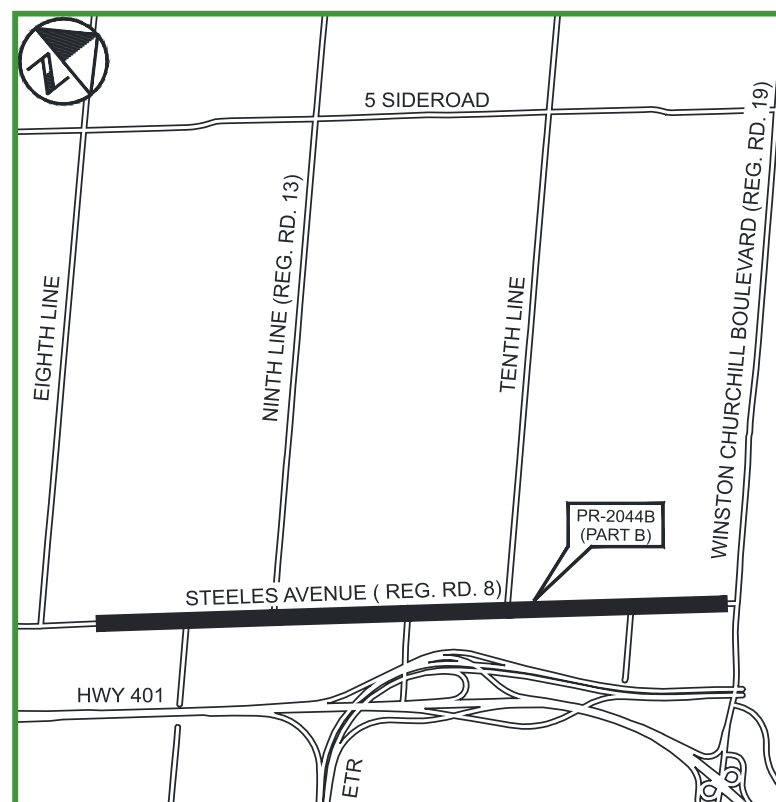 N
5 SIDEROAD
WINSTON CHURCHILL BOULEVARD (REG. RD. 19)
NINTH LINE (REG. RD. 13)
EIGHTH LINE
TENTH LINE
PR-2044B
(PART B)
STEELES AVENUE ( REG. RD. 8)
HWY 401
ETR